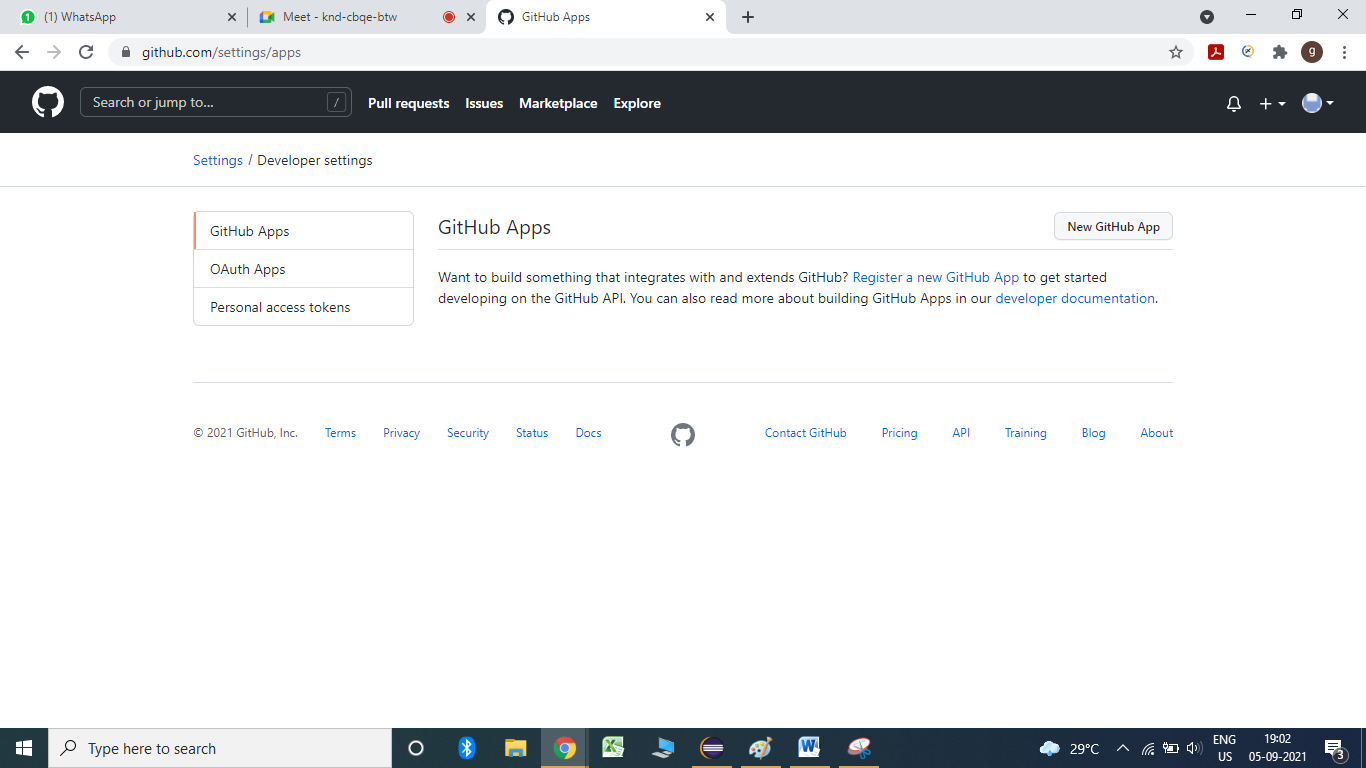 (1) WhatsApp
Meet - knd-cbqe-btw
GitHub Apps
github.com/settings/apps
g
Search or jump to...
/
Pull requests
Issues
Marketplace
Explore
Settings / Developer settings
GitHub Apps
OAuth Apps
Personal access tokens
GitHub Apps
New GitHub App
Want to build something that integrates with and extends GitHub? Register a new GitHub App to get started
developing on the GitHub API. You can also read more about building GitHub Apps in our developer documentation.
© 2021 GitHub, Inc.
Terms
Privacy
Security
Status
Docs
Contact GitHub
Pricing
API
Training
Blog
About
Type here to search
29°C
ENG
US
19:02
05-09-2021
3